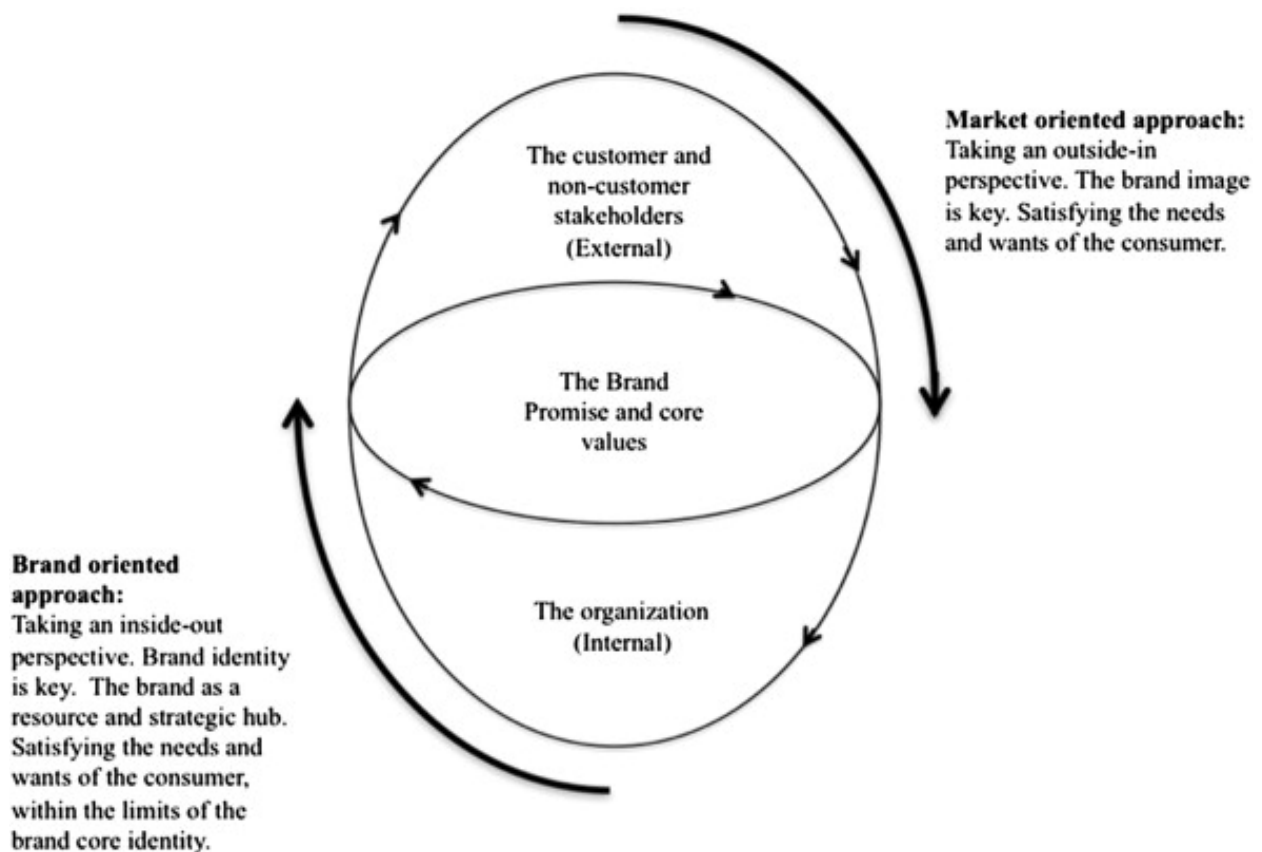 Market oriented approach:
Taking an outside-in
perspective. The brand image
is key. Satisfying the needs
and wants of the consumer.
The customer and
non-customer
stakeholders
(External)
The Brand
Promise and core
values
The organization
(Internal)
Brand oriented
approach:
Taking an inside-out
perspective. Brand identity
is key. The brand as a
resource and strategic hub.
Satisfying the needs and
wants of the consumer,
within the limits of the
brand core identity.